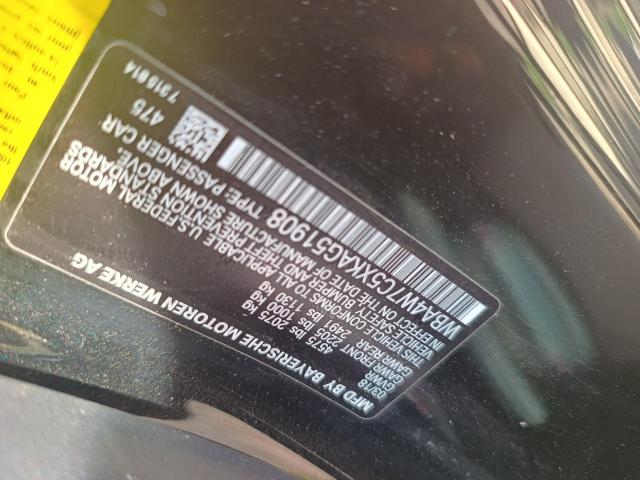 MFD BY BAYERISCHE MOTOREN WERKE AG
03/18
GVWR 4575 lbs 2075 kg
GAWR FRONT 2205 lbs 1000 kg
GAWR REAR 2491 lbs 1130 kg
THIS VEHICLE CONFORMS TO ALL APPLICABLE U.S. FEDERAL MOTOR
VEHICLE SAFETY BUMPER AND THEFT PREVENTION STANDARDS
IN EFFECT ON THE DATE OF MANUFACTURE SHOWN ABOVE.
WBA4W7C5XKAG51908 TYPE: PASSENGER CAR
475
7315814